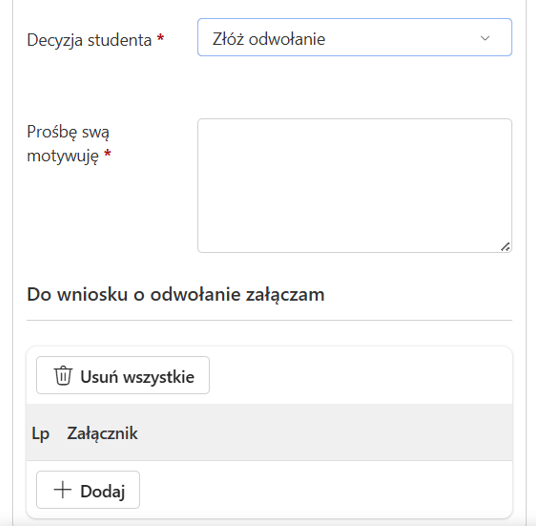 Decyzja studenta *
Złóż odwołanie
Prośbę swą
motywuję *
Do wniosku o odwołanie załączam
Usuń wszystkie
Lp Załącznik
Dodaj